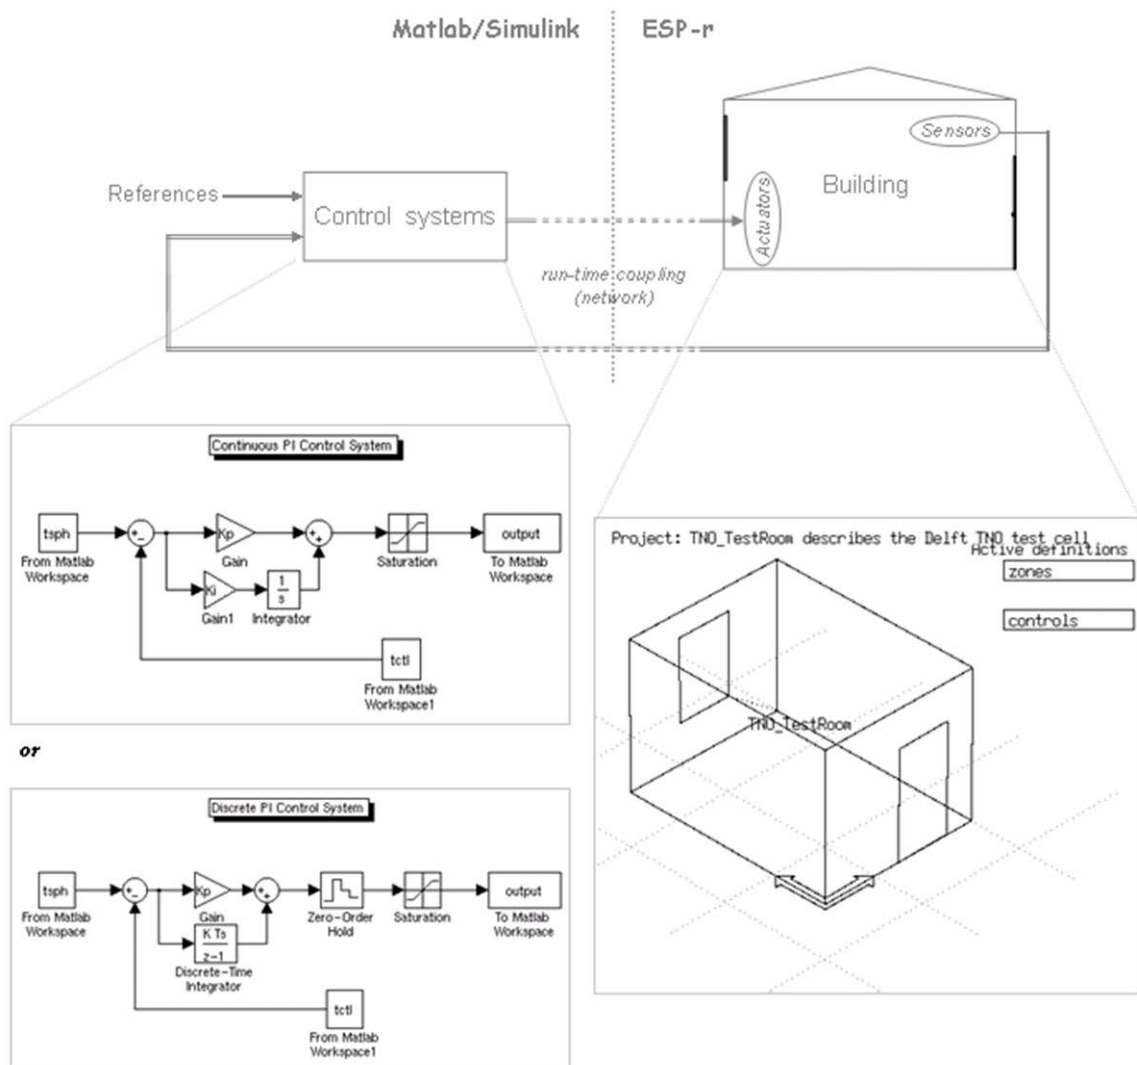 Matlab/Simulink
ESP-r
Sensors
References
Control systems
Actuators
Building
run-time coupling
(network)
Continuous PI Control System
tsph
From Matlab
Workspace
+
-
Kp
Gain
+
+
Saturation
output
To Matlab
Workspace
Ki
Gain1
1
s
Integrator
tctl
From Matlab
Workspace1
or
Discrete PI Control System
tsph
From Matlab
Workspace
+
-
Kp
Gain
+
+
Zero-Order
Hold
Saturation
output
To Matlab
Workspace
K Ts
z-1
Discrete-Time
Integrator
tctl
From Matlab
Workspace1
Project: TNO_TestRoom describes the Delft TNO test cell
Active definitions
zones
controls
TNO_TestRoom